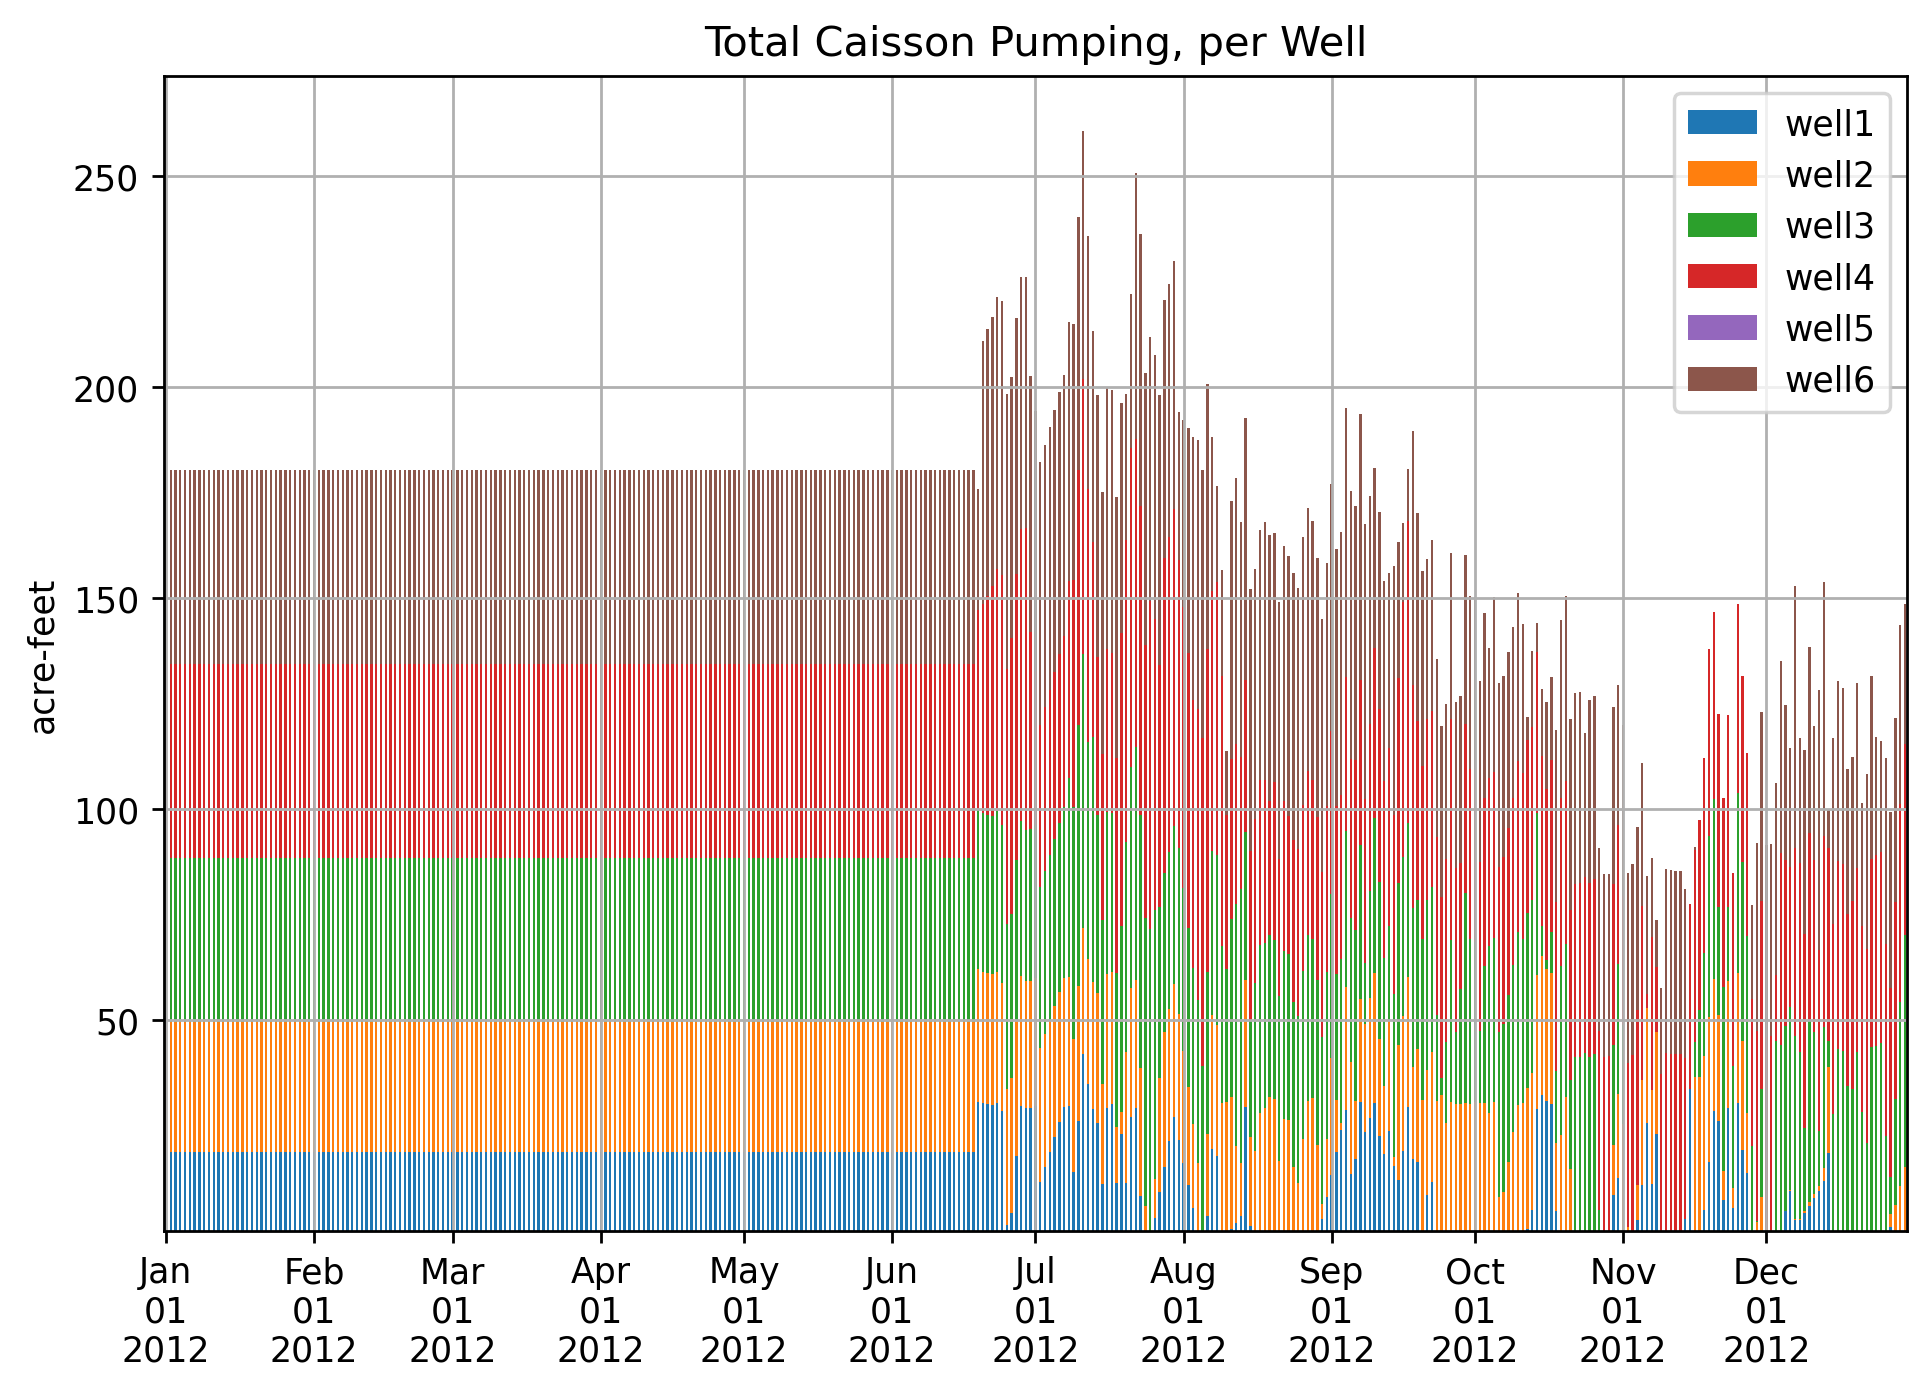 Total Caisson Pumping, per Well
well1
well2
well3
well4
well5
well6
250
200
150
100
50
acre-feet
Jan Feb Mar Apr May Jun Jul Aug Sep Oct Nov Dec
01 01 01 01 01 01 01 01 01 01 01 01
2012 2012 2012 2012 2012 2012 2012 2012 2012 2012 2012 2012